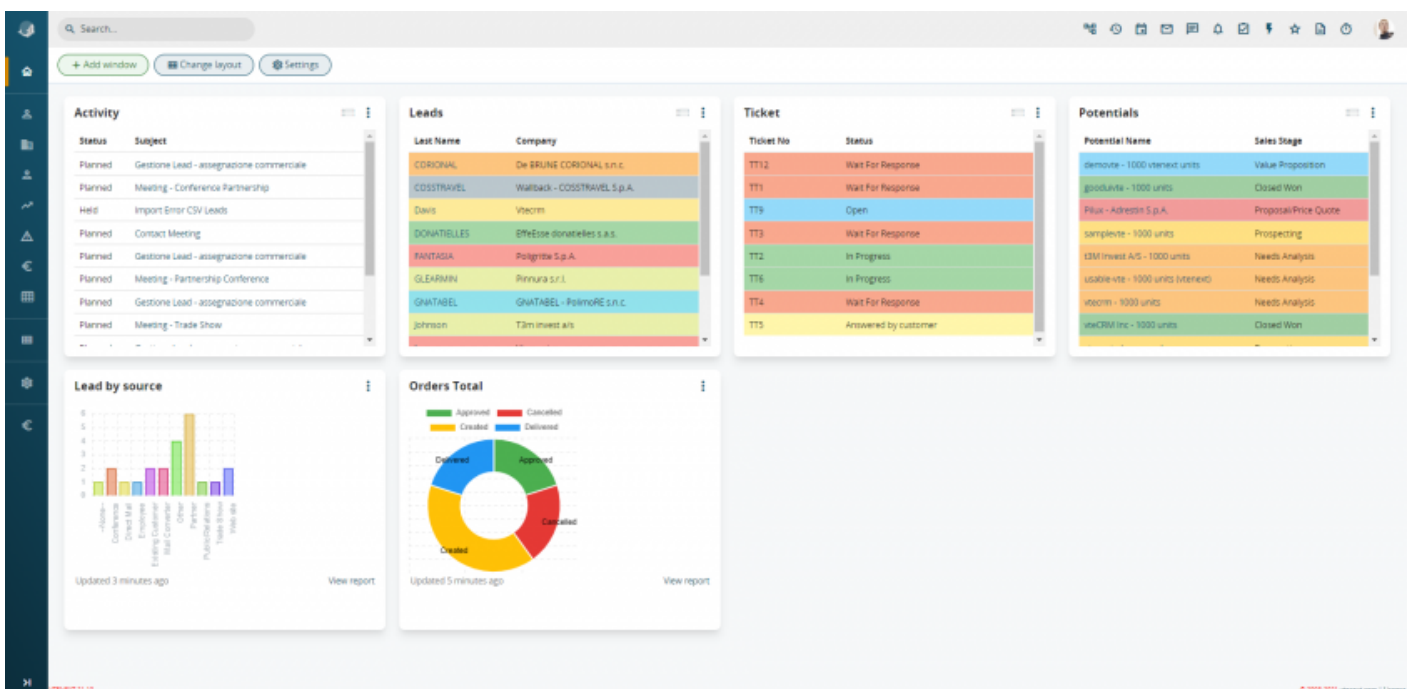 Search...
+ Add window
Change layout
Settings
Activity
Status Subject
Planned Gestione Lead - assegnazione commerciale
Planned Meeting - Conference Partnership
Held Import Error CSV Leads
Planned Contact Meeting
Planned Gestione Lead - assegnazione commerciale
Planned Meeting - Partnership Conference
Planned Gestione Lead - assegnazione commerciale
Planned Meeting - Trade Show
Leads
Last Name Company
CORIONAL De BRUNE CORIONAL s.n.c.
COSSTRAVEL Wallback - COSSTRAVEL S.p.A.
Davis Vtecrm
DONATIELLES EffeEsse donatielles s.a.s.
FANTASIA Poligritte S.p.A.
GLEARMIN Pinnura s.r.l.
GNATABEL GNATABEL - PolimoRE s.n.c.
Johnson T3m invest a/s
Ticket
Ticket No Status
TT12 Wait For Response
TT1 Wait For Response
TT9 Open
TT3 Wait For Response
TT2 In Progress
TT6 In Progress
TT4 Wait For Response
TT5 Answered by customer
Potentials
Potential Name Sales Stage
demovte - 1000 vtenext units Value Proposition
gooduivte - 1000 units Closed Won
Pilux - Adrestin S.p.A. Proposal/Price Quote
samplevte - 1000 units Prospecting
t3M Invest A/S - 1000 units Needs Analysis
usable-vte - 1000 units (vtenext) Needs Analysis
vtecrm - 1000 units Needs Analysis
vteCRM Inc - 1000 units Closed Won
Lead by source
6
5
4
3
2
1
0
--None--
Conference
Direct Mail
Employee
Existing Customer
Mail Converter
Other
Partner
Public Relations
Trade Show
Web site
Updated 3 minutes ago View report
Orders Total
Approved Cancelled
Created Delivered
Delivered Approved
Cancelled
Created
Updated 5 minutes ago View report